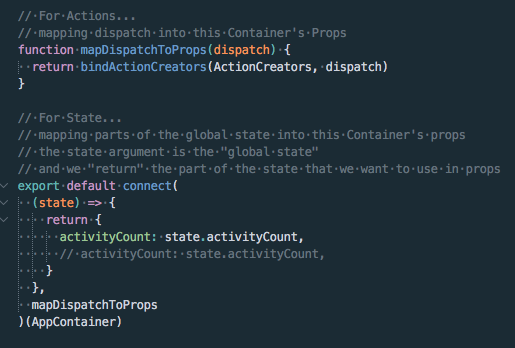 // For Actions...
// mapping dispatch into this Container's Props
function mapDispatchToProps(dispatch) {
  return bindActionCreators(ActionCreators, dispatch)
}

// For State...
// mapping parts of the global state into this Container's props
// the state argument is the "global state"
// and we "return" the part of the state that we want to use in props
export default connect(
  (state) => {
    return {
      activityCount: state.activityCount,
      // activityCount: state.activityCount,
    }
  },
  mapDispatchToProps
)(AppContainer)